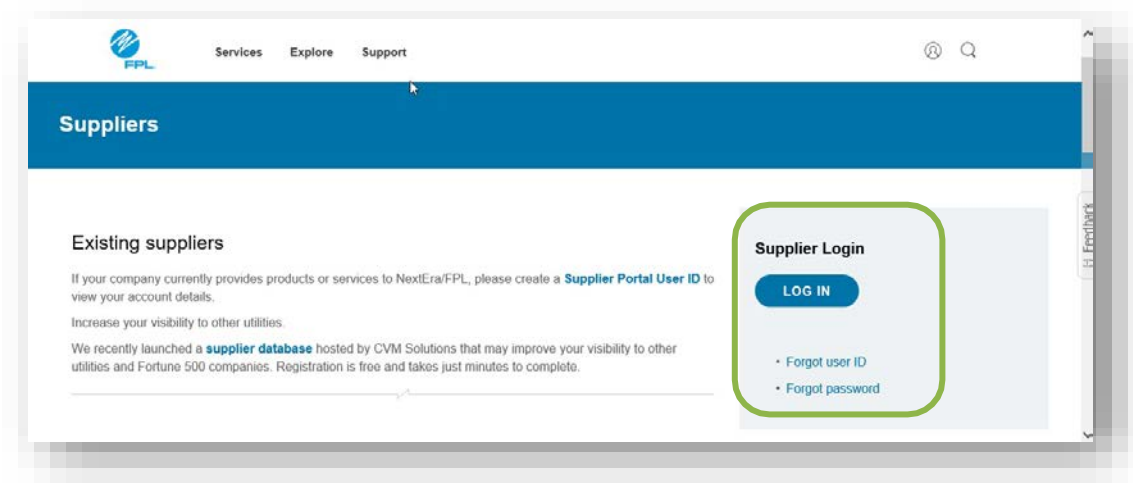 FPL.
Services Explore Support
Suppliers
Existing suppliers
If your company currently provides products or services to NextEra/FPL, please create a Supplier Portal User ID to
view your account details.
Increase your visibility to other utilities.
We recently launched a supplier database hosted by CVM Solutions that may improve your visibility to other
utilities and Fortune 500 companies. Registration is free and takes just minutes to complete.
Supplier Login
LOG IN
• Forgot user ID
• Forgot password
Feedback